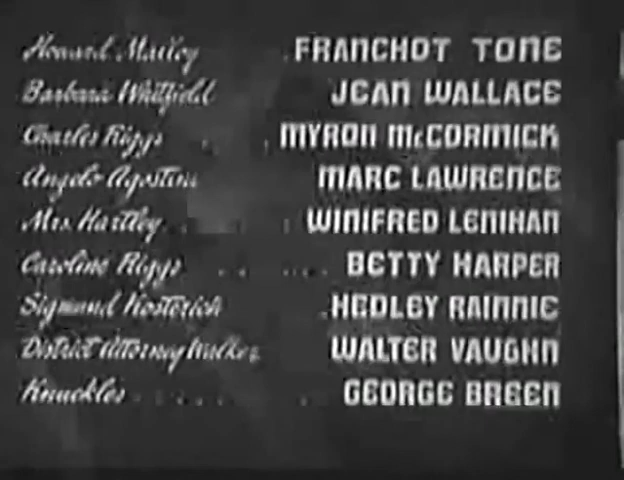 Howard Malloy FRANCHOT TONE
Barbara Whitfield JEAN WALLACE
Charles Riggs . . . MYRON McCORMICK
Angelo Agostini MARC LAWRENCE
Mrs. Hartley . . WINIFRED LENIHAN
Caroline Riggs . . . . . . BETTY HARPER
Sigmund Kosterich . HEDLEY RAINNIE
District Attorney Walker WALTER VAUGHN
Knuckles . . . . . . GEORGE BREEN